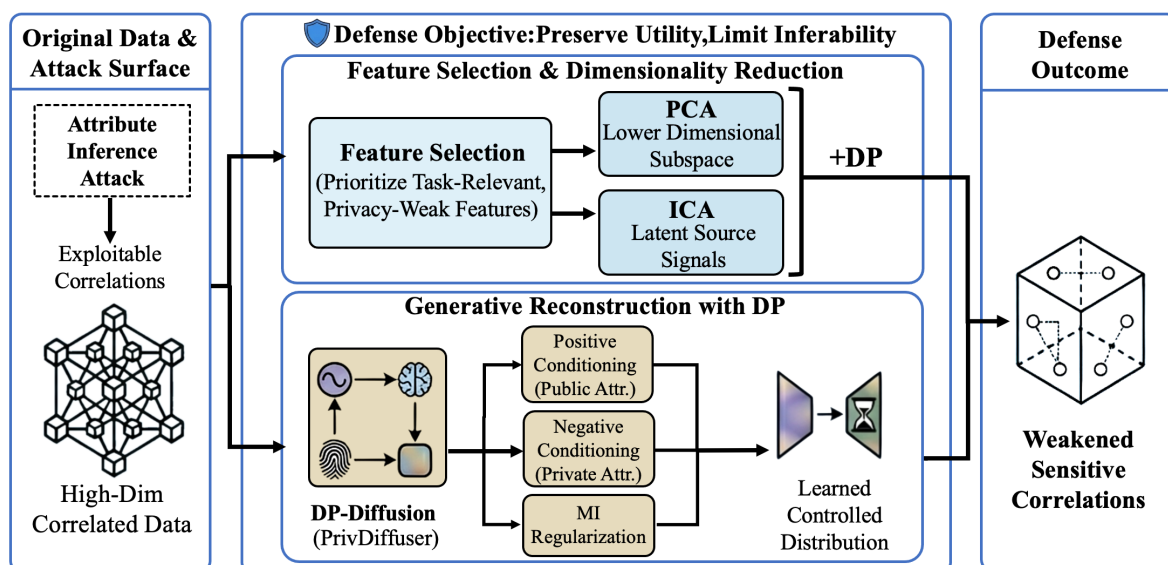 Original Data &
Attack Surface
Attribute
Inference
Attack
Exploitable
Correlations
High-Dim
Correlated Data
Defense Objective:Preserve Utility,Limit Inferability
Feature Selection & Dimensionality Reduction
Feature Selection
(Prioritize Task-Relevant,
Privacy-Weak Features)
PCA
Lower Dimensional
Subspace
ICA
Latent Source
Signals
+DP
Generative Reconstruction with DP
DP-Diffusion
(PrivDiffuser)
Positive
Conditioning
(Public Attr.)
Negative
Conditioning
(Private Attr.)
MI
Regularization
Learned
Controlled
Distribution
Defense
Outcome
Weakened
Sensitive
Correlations